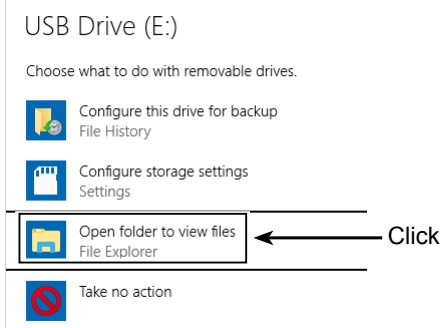 USB Drive (E:)
Choose what to do with removable drives.
Configure this drive for backup
File History
Configure storage settings
Settings
Open folder to view files
File Explorer
Click
Take no action